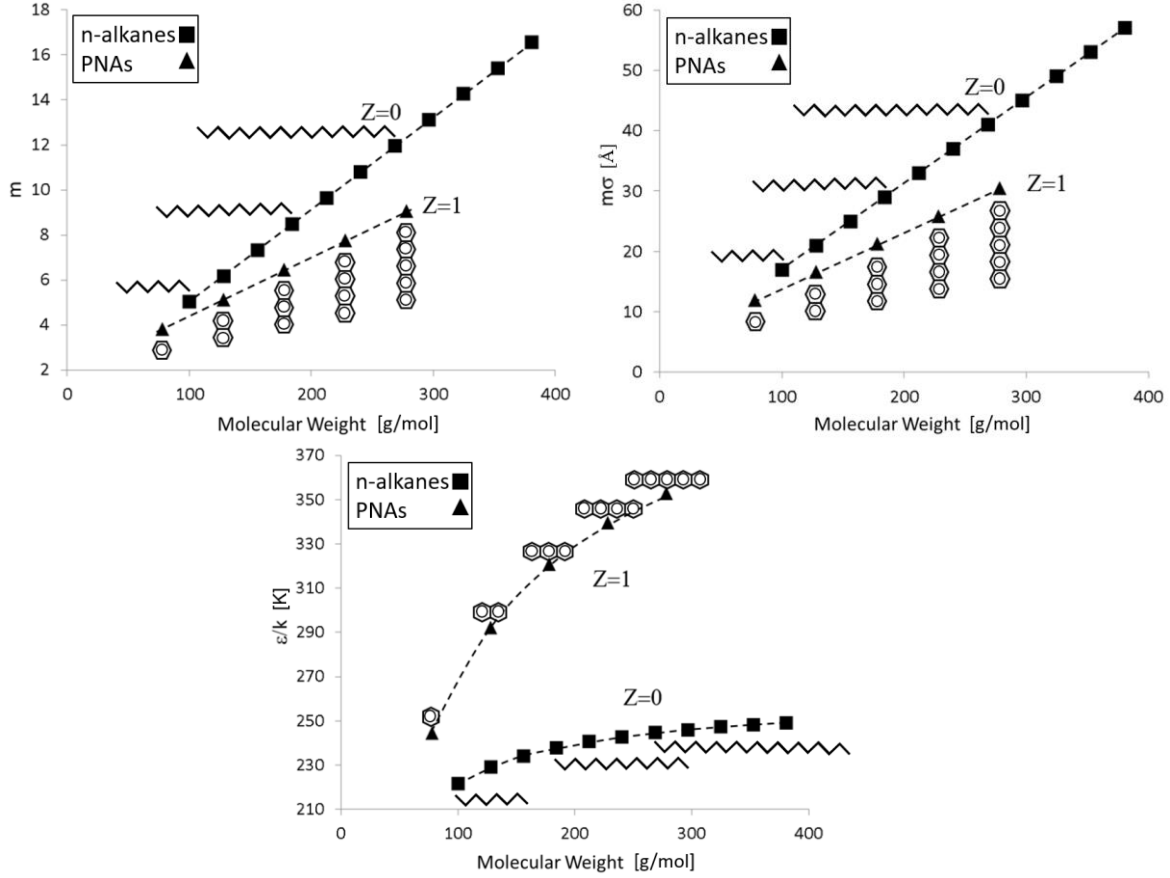 n-alkanes
PNAs
18
16
14
12
10
8
6
4
2
m
Z=0
Z=1
0
100
200
300
400
Molecular Weight [g/mol]
n-alkanes
PNAs
60
50
40
30
20
10
0
mσ [Å]
Z=0
Z=1
0
100
200
300
400
Molecular Weight [g/mol]
n-alkanes
PNAs
370
350
330
310
290
270
250
230
210
ε/k [K]
Z=1
Z=0
0
100
200
300
400
Molecular Weight [g/mol]